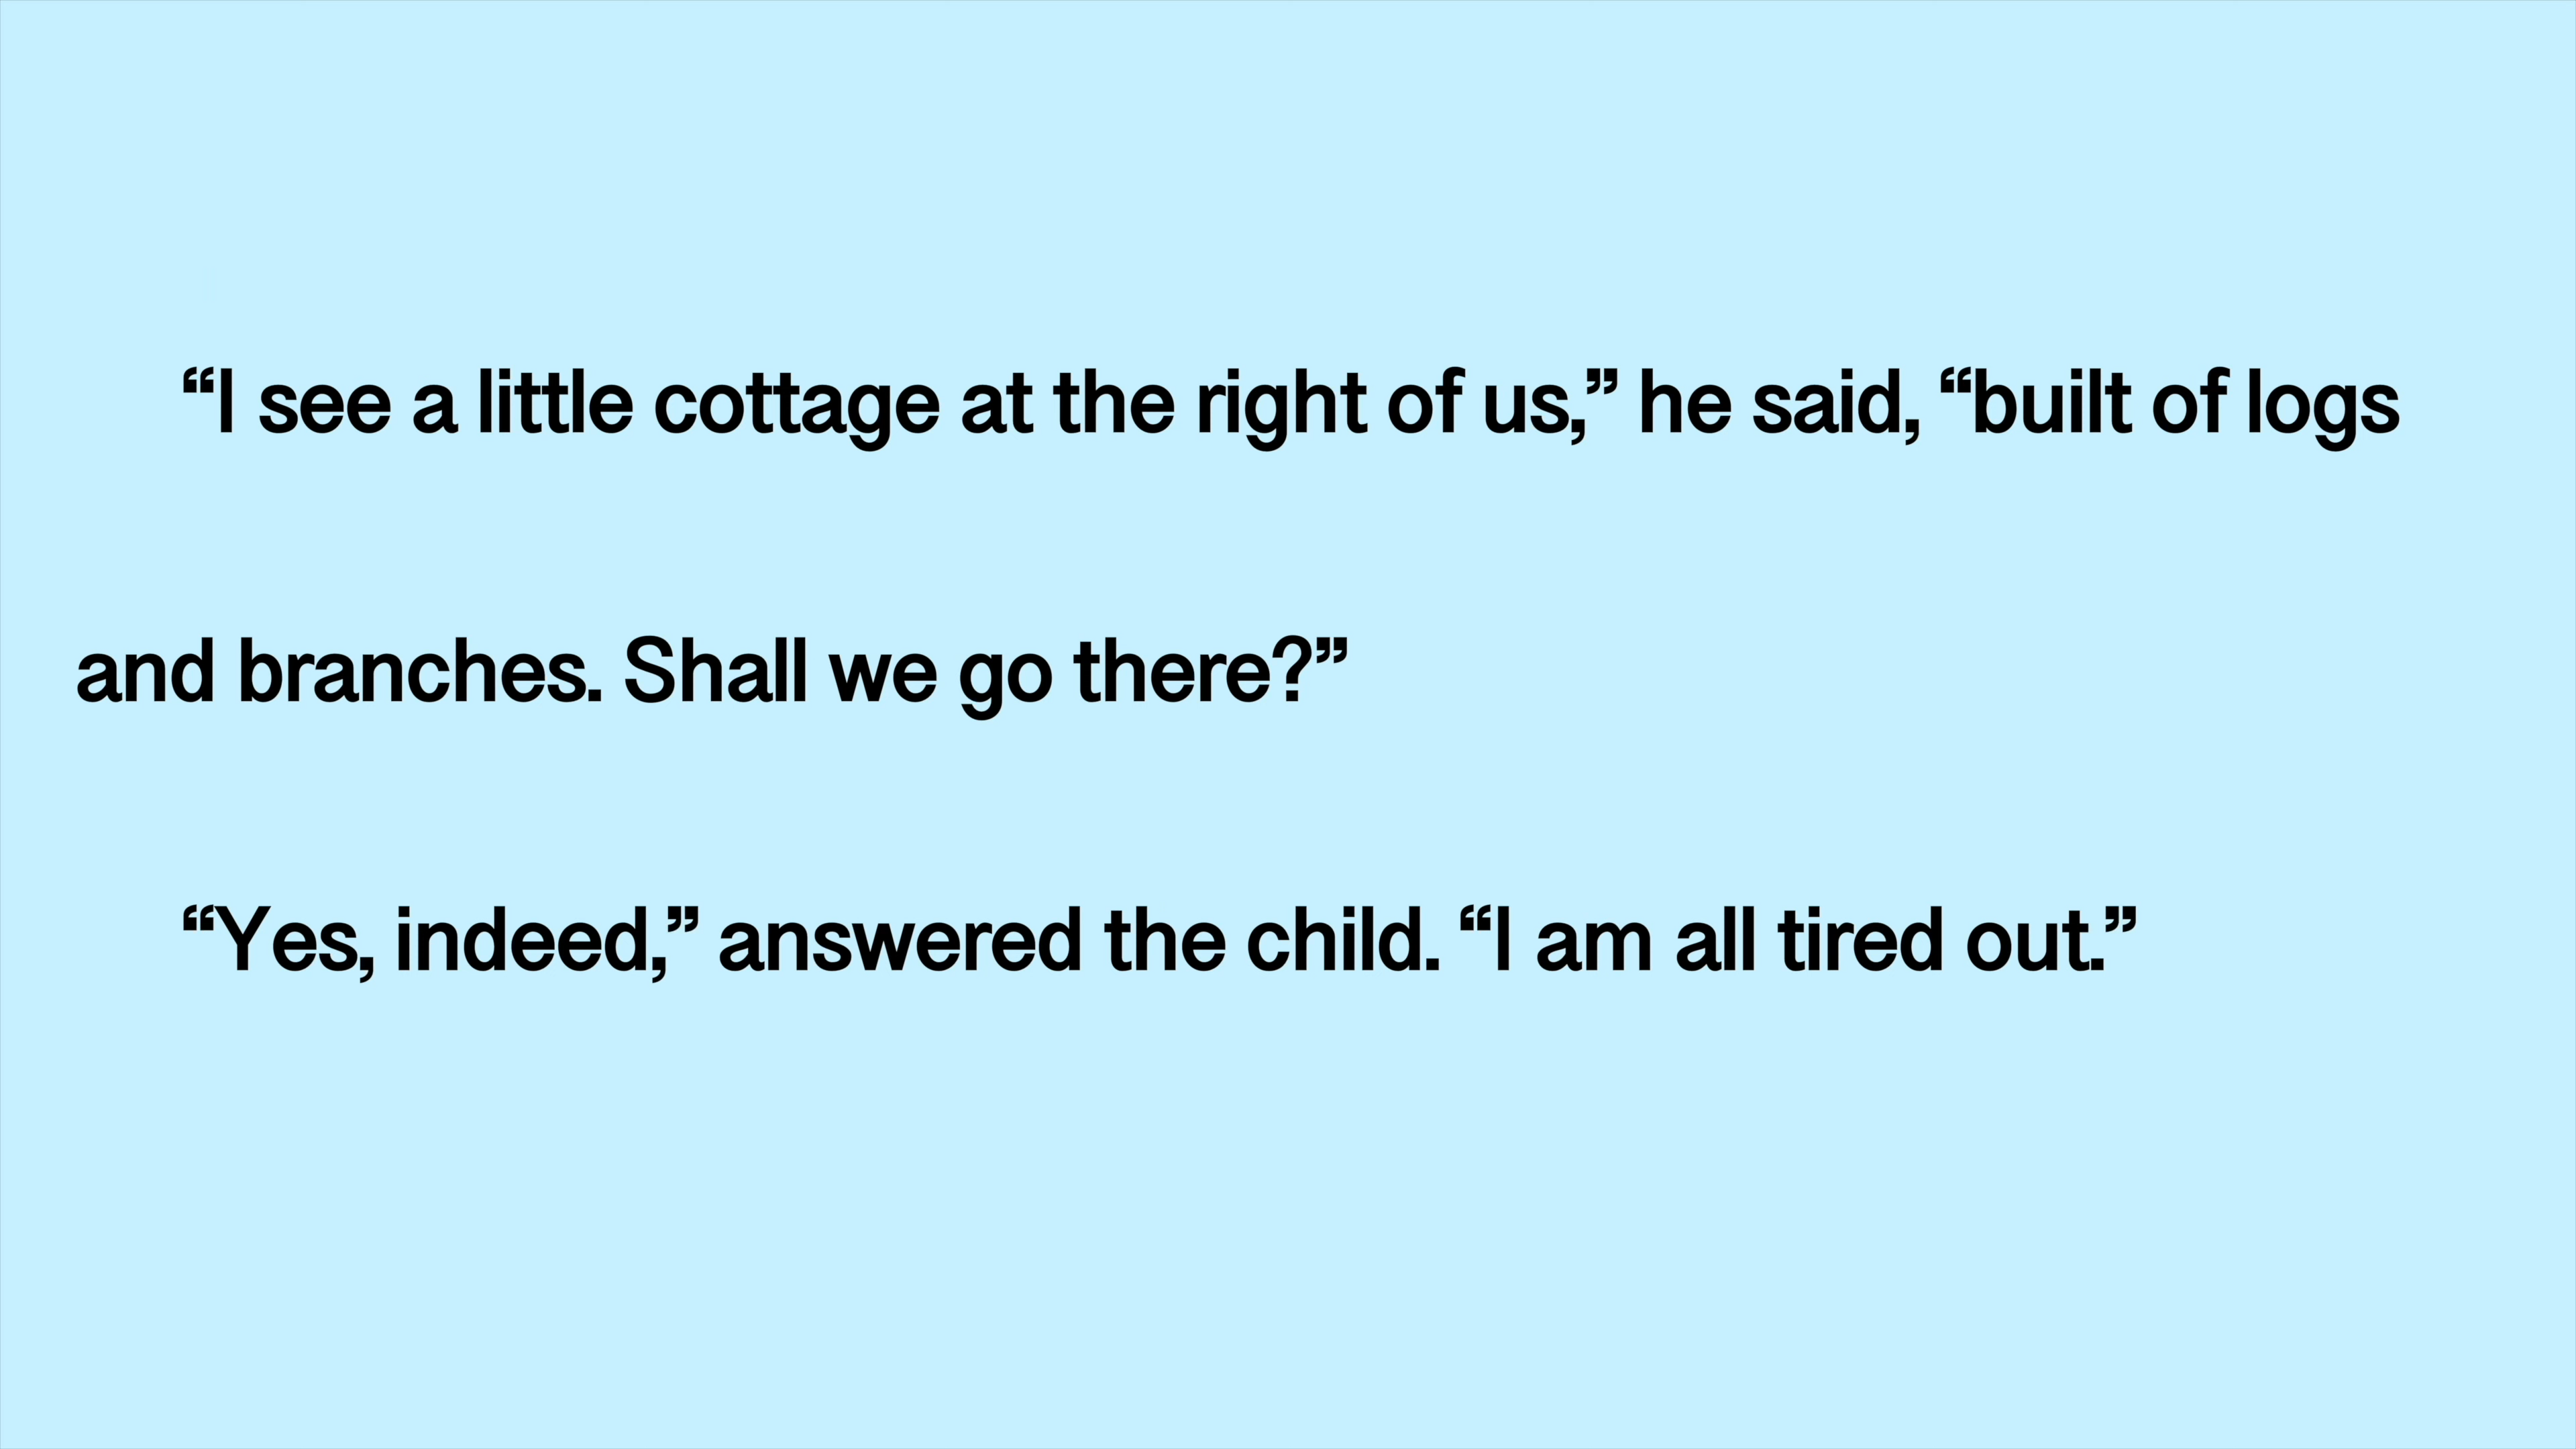 “I see a little cottage at the right of us,” he said, “built of logs
and branches. Shall we go there?”
“Yes, indeed,” answered the child. “I am all tired out.”